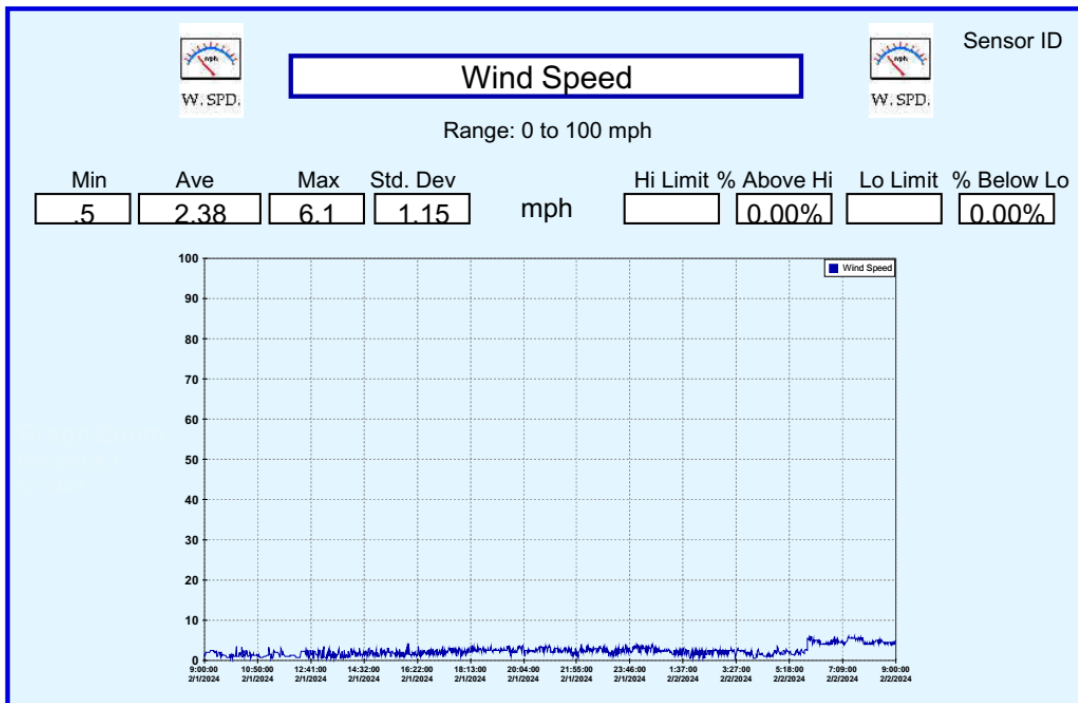 Sensor ID
mph
W. SPD.
Wind Speed
mph
W. SPD.
Range: 0 to 100 mph
Min Ave Max Std. Dev Hi Limit % Above Hi Lo Limit % Below Lo
.5 2.38 6.1 1.15 mph 0.00% 0.00%
100
Wind Speed
90
80
70
60
50
40
30
20
10
0
9:00:00 10:50:00 12:41:00 14:32:00 16:22:00 18:13:00 20:04:00 21:55:00 23:46:00 1:37:00 3:27:00 5:18:00 7:09:00 9:00:00
2/1/2024 2/1/2024 2/1/2024 2/1/2024 2/1/2024 2/1/2024 2/1/2024 2/1/2024 2/1/2024 2/2/2024 2/2/2024 2/2/2024 2/2/2024 2/2/2024